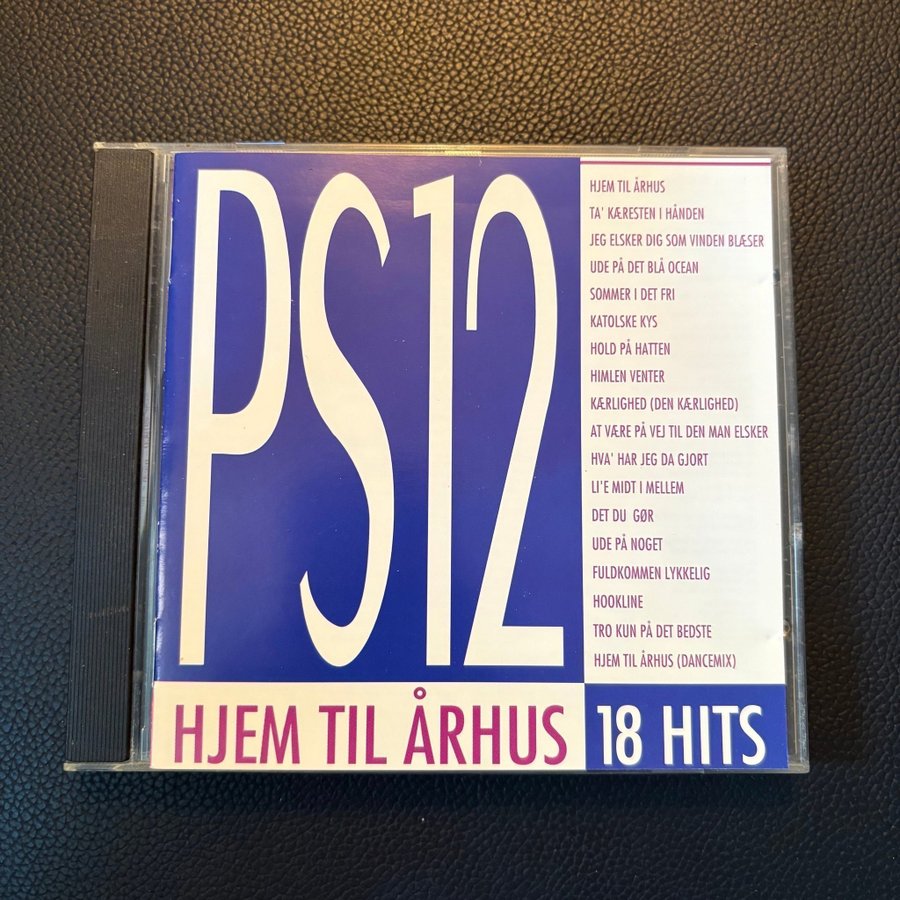 PS12
HJEM TIL ÅRHUS
TA' KÆRESTEN I HÅNDEN
JEG ELSKER DIG SOM VINDEN BLÆSER
UDE PÅ DET BLÅ OCEAN
SOMMER I DET FRI
KATOLSKE KYS
HOLD PÅ HATTEN
HIMLEN VENTER
KÆRLIGHED (DEN KÆRLIGHED)
AT VÆRE PÅ VEJ TIL DEN MAN ELSKER
HVA' HAR JEG DA GJORT
LI'E MIDT I MELLEM
DET DU GØR
UDE PÅ NOGET
FULDKOMMEN LYKKELIG
HOOKLINE
TRO KUN PÅ DET BEDSTE
HJEM TIL ÅRHUS (DANCEMIX)
HJEM TIL ÅRHUS
18 HITS